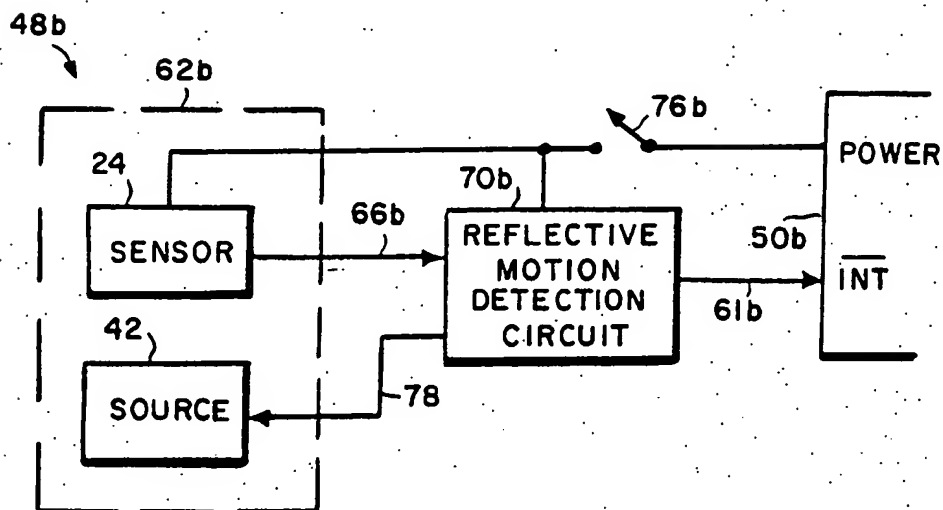 48b
62b
76b
24
70b
POWER
66b
SENSOR
REFLECTIVE
MOTION
DETECTION
CIRCUIT
50b
INT
61b
42
78
SOURCE